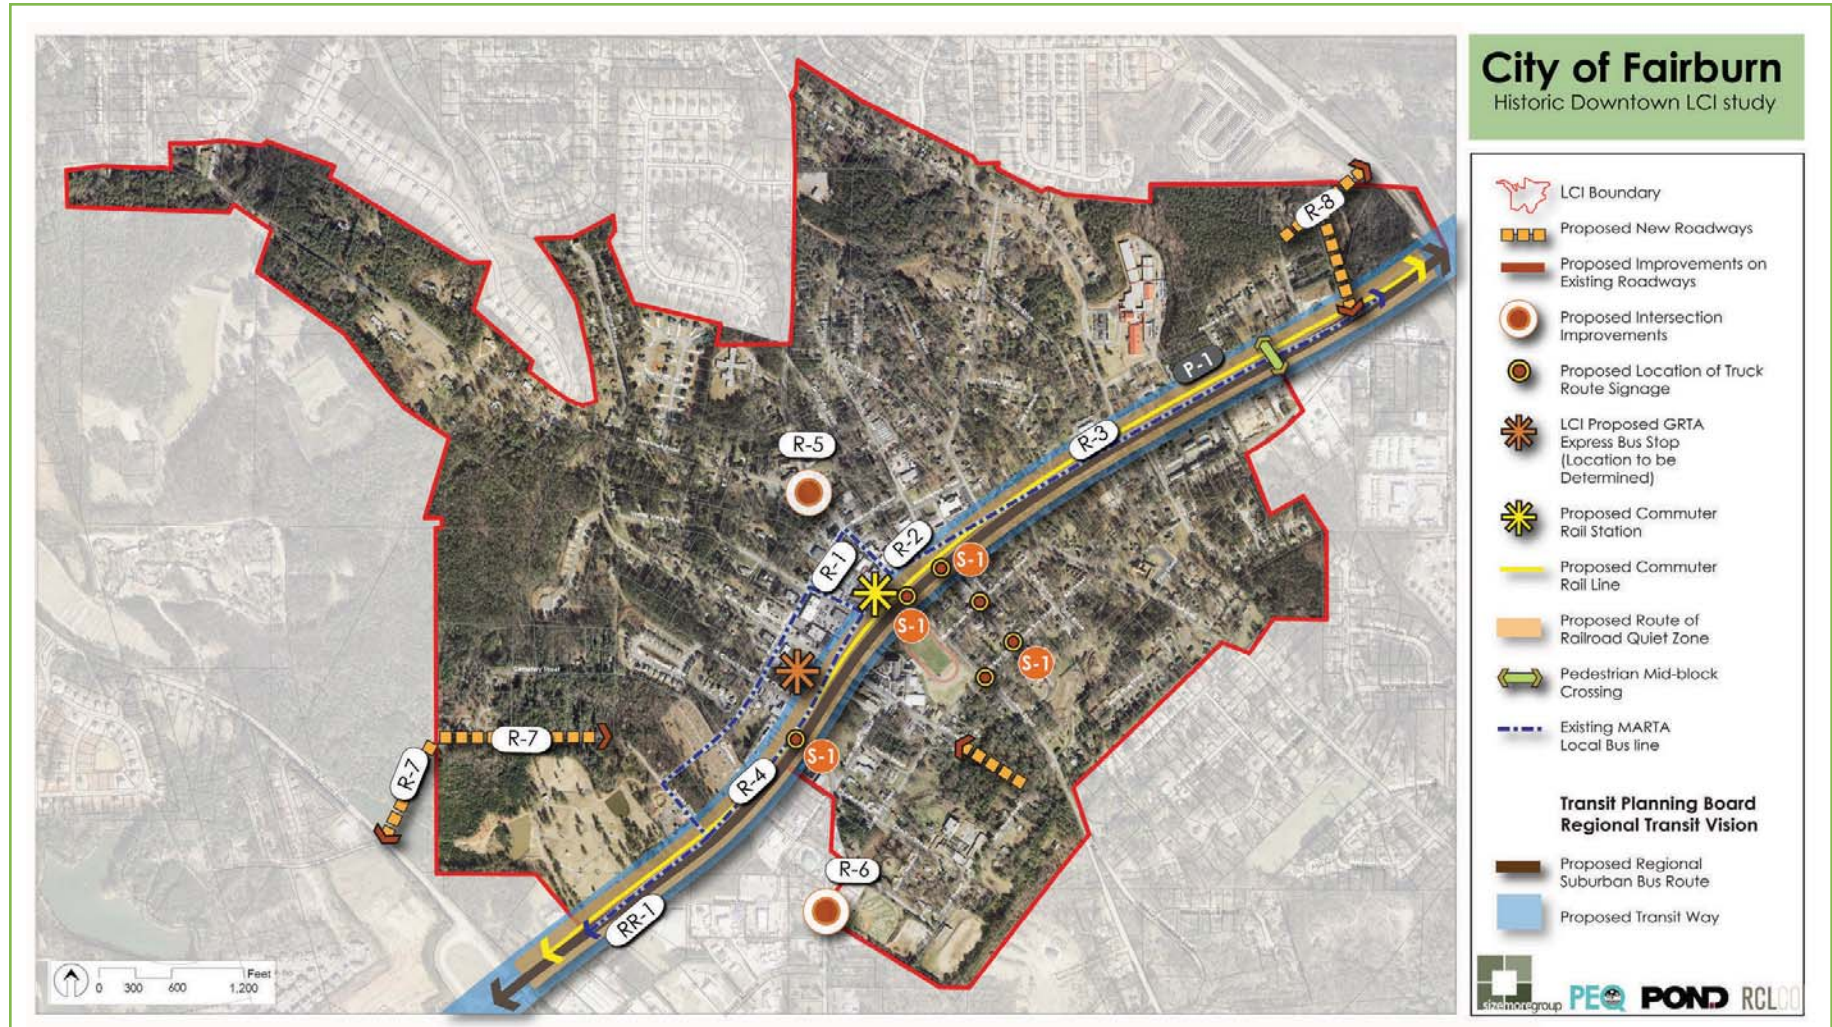 City of Fairburn
Historic Downtown LCI study
LCI Boundary
Proposed New Roadways
Proposed Improvements on
Existing Roadways
Proposed Intersection
Improvements
Proposed Location of Truck
Route Signage
LCI Proposed GRTA
Express Bus Stop
(Location to be
Determined)
Proposed Commuter
Rail Station
Proposed Commuter
Rail Line
Proposed Route of
Railroad Quiet Zone
Pedestrian Mid-block
Crossing
Existing MARTA
Local Bus line
Transit Planning Board
Regional Transit Vision
Proposed Regional
Suburban Bus Route
Proposed Transit Way
sizemoregroup
PEQ
POND
RCLCO
R-8
P-1
R-3
R-5
R-2
R-1
S-1
S-1
S-1
R-7
R-7
S-1
R-4
R-6
RR-1
Feet
0 300 600 1,200